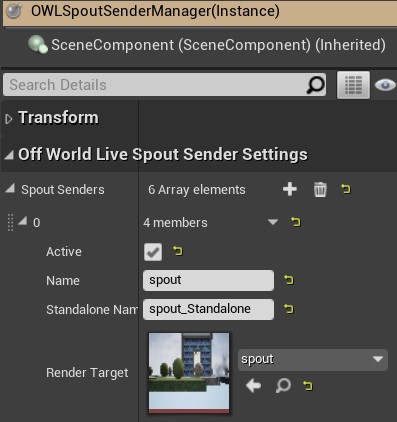 OWLSpoutSenderManager(Instance)
SceneComponent (SceneComponent) (Inherited)
Search Details
Transform
Off World Live Spout Sender Settings
Spout Senders 6 Array elements
0 4 members
Active
Name spout
Standalone Nam spout_Standalone
Render Target spout